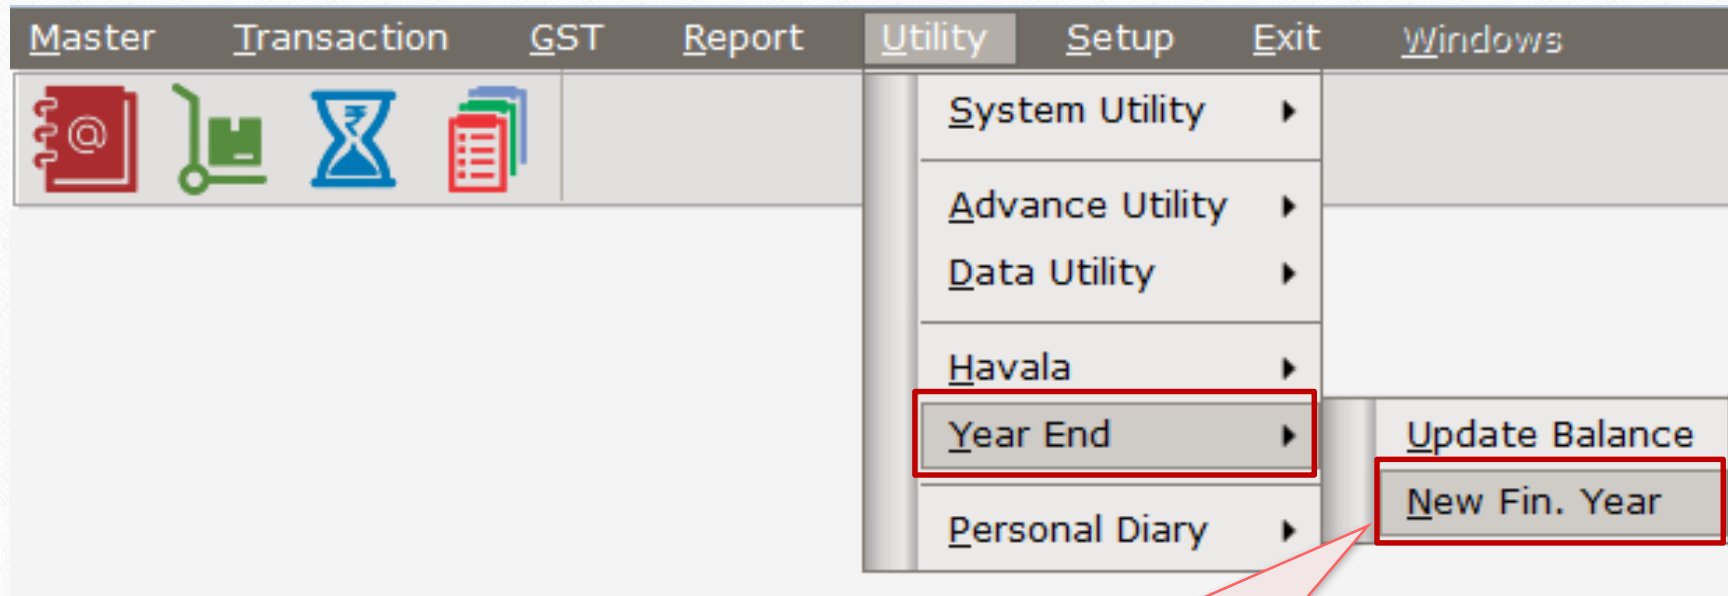 Master Transaction GST Report Utility Setup Exit Windows
@
₹
System Utility
Advance Utility
Data Utility
Havala
Year End
Update Balance
New Fin. Year
Personal Diary